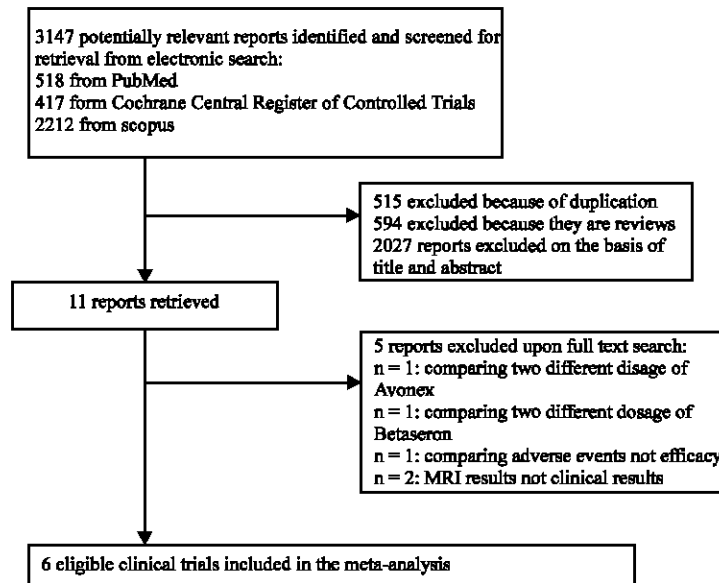 3147 potentially relevant reports identified and screened for
retrieval from electronic search:
518 from PubMed
417 form Cochrane Central Register of Controlled Trials
2212 from scopus
515 excluded because of duplication
594 excluded because they are reviews
2027 reports excluded on the basis of
title and abstract
11 reports retrieved
5 reports excluded upon full text search:
n = 1: comparing two different disage of
Avonex
n = 1: comparing two different dosage of
Betaseron
n = 1: comparing adverse events not efficacy
n = 2: MRI results not clinical results
6 eligible clinical trials included in the meta-analysis